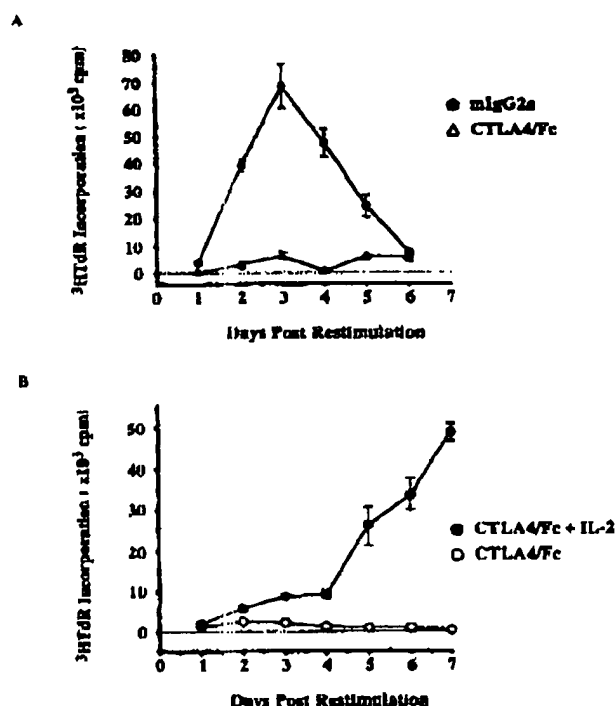 A
80
70
60
50
40
30
20
10
0
³HTdR Incorporation ( x10³ cpm)
mIgG2a
CTLA4/Fc
0 1 2 3 4 5 6 7
Days Post Restimulation
B
50
40
30
20
10
0
³HTdR Incorporation ( x10³ cpm)
CTLA4/Fc + IL-2
CTLA4/Fc
0 1 2 3 4 5 6 7
Days Post Restimulation